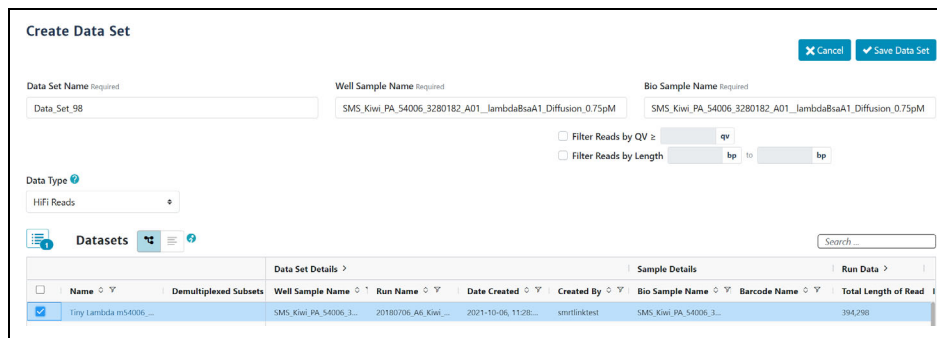 Create Data Set
Cancel Save Data Set
Data Set Name Required Well Sample Name Required Bio Sample Name Required
Data_Set_98 SMS_Kiwi_PA_54006_3280182_A01__lambdaBsaA1_Diffusion_0.75pM SMS_Kiwi_PA_54006_3280182_A01__lambdaBsaA1_Diffusion_0.75pM
Filter Reads by QV ≥ qv
Filter Reads by Length bp to bp
Data Type ?
HiFi Reads
1 Datasets Search ...
Data Set Details > Sample Details Run Data >
Name Demultiplexed Subsets Well Sample Name Run Name Date Created Created By Bio Sample Name Barcode Name Total Length of Read
Tiny Lambda m54006_... SMS_Kiwi_PA_54006_3... 20180706_A6_Kiwi_... 2021-10-06, 11:28:... smrtlinktest SMS_Kiwi_PA_54006_3... 394,298